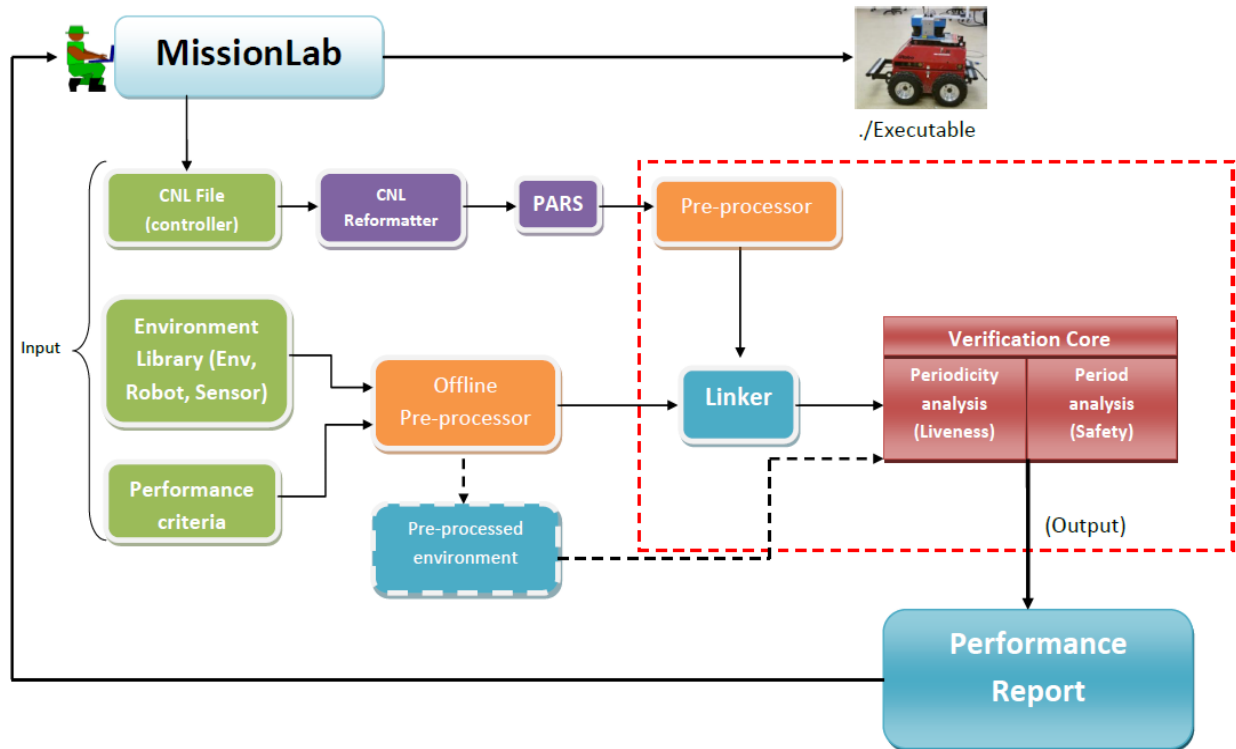 MissionLab
./Executable
CNL File
(controller)
CNL
Reformatter
PARS
Pre-processor
Input
Environment
Library (Env,
Robot, Sensor)
Offline
Pre-processor
Linker
Verification Core
Periodicity
analysis
(Liveness)
Period
analysis
(Safety)
Performance
criteria
Pre-processed
environment
(Output)
Performance
Report